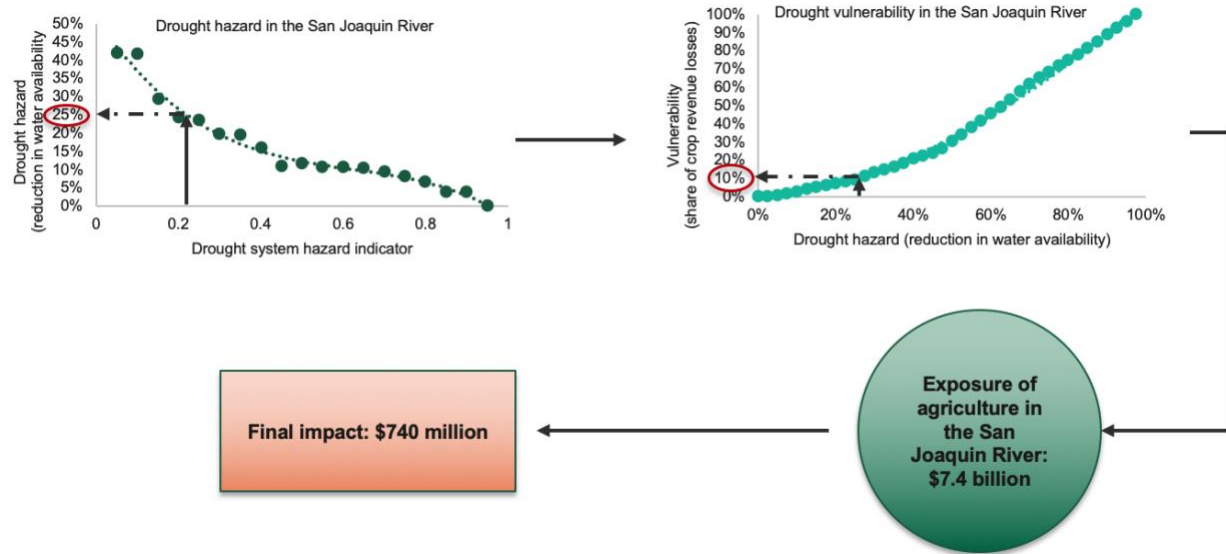 Drought hazard in the San Joaquin River
50%
45%
40%
35%
30%
25%
20%
15%
10%
5%
0%
Drought hazard
(reduction in water availability)
0
0.2
0.4
0.6
0.8
1
Drought system hazard indicator
Drought vulnerability in the San Joaquin River
100%
90%
80%
70%
60%
50%
40%
30%
20%
10%
0%
Vulnerability
(share of crop revenue losses)
0%
20%
40%
60%
80%
100%
Drought hazard (reduction in water availability)
Final impact: $740 million
Exposure of
agriculture in
the San
Joaquin River:
$7.4 billion